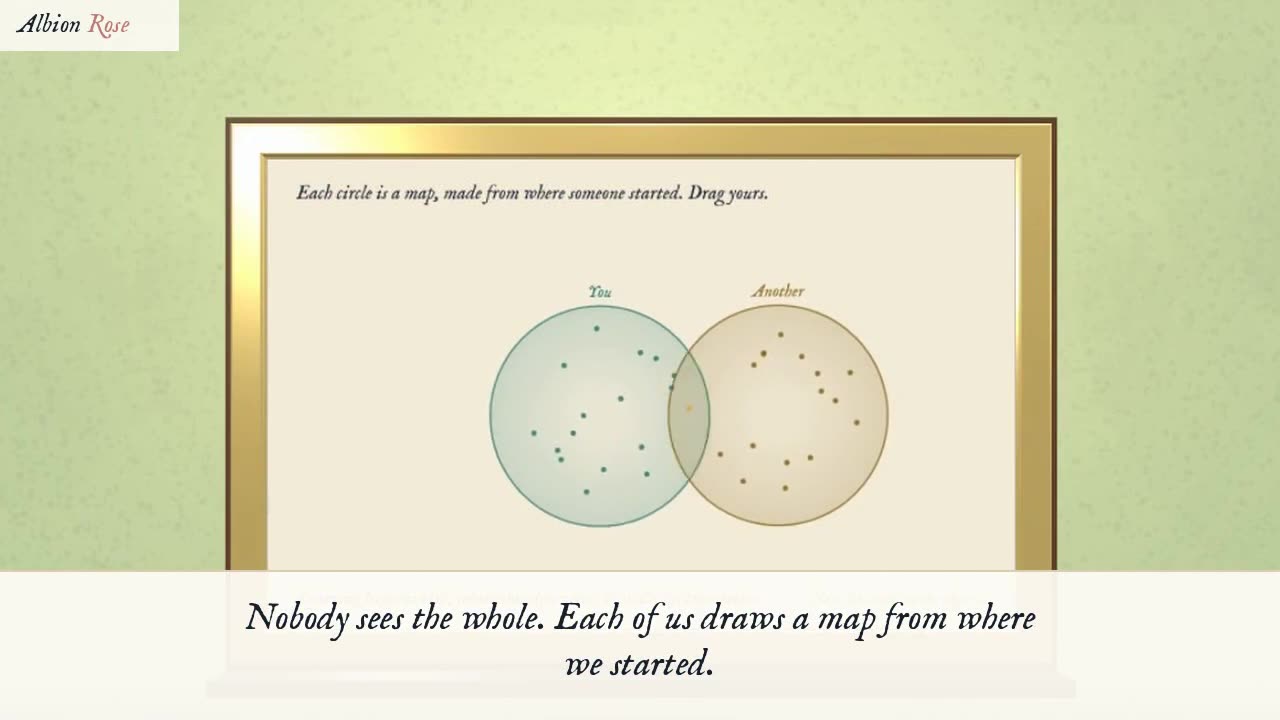 Albion Rose
Each circle is a map, made from where someone started. Drag yours.
You
Another
Nobody sees the whole. Each of us draws a map from where
we started.